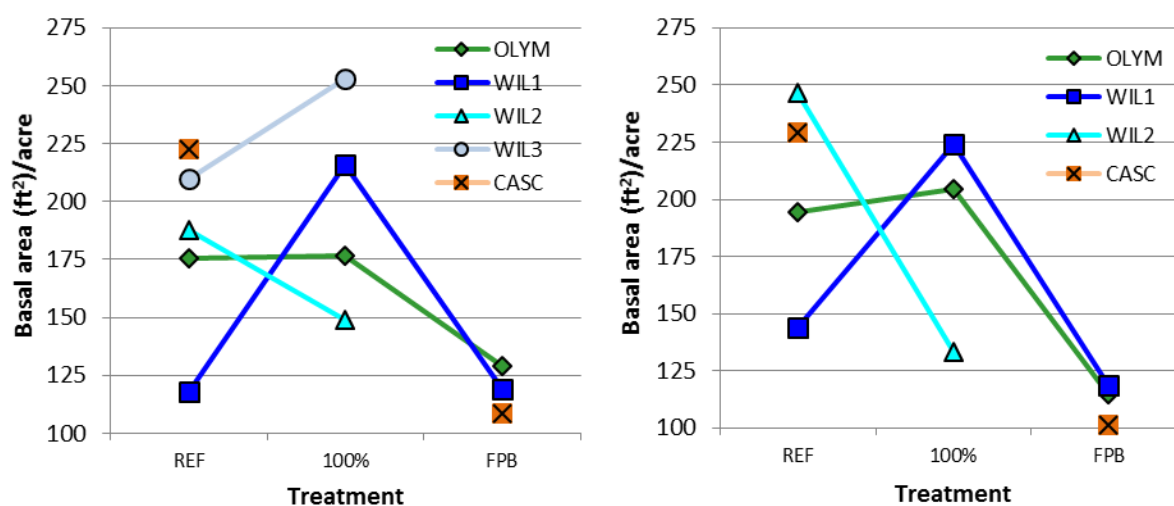 275
250
225
200
175
150
125
100
Basal area (ft²)/acre
OLYM
WIL1
WIL2
WIL3
CASC
REF
100%
FPB
Treatment
275
250
225
200
175
150
125
100
Basal area (ft²)/acre
OLYM
WIL1
WIL2
CASC
REF
100%
FPB
Treatment